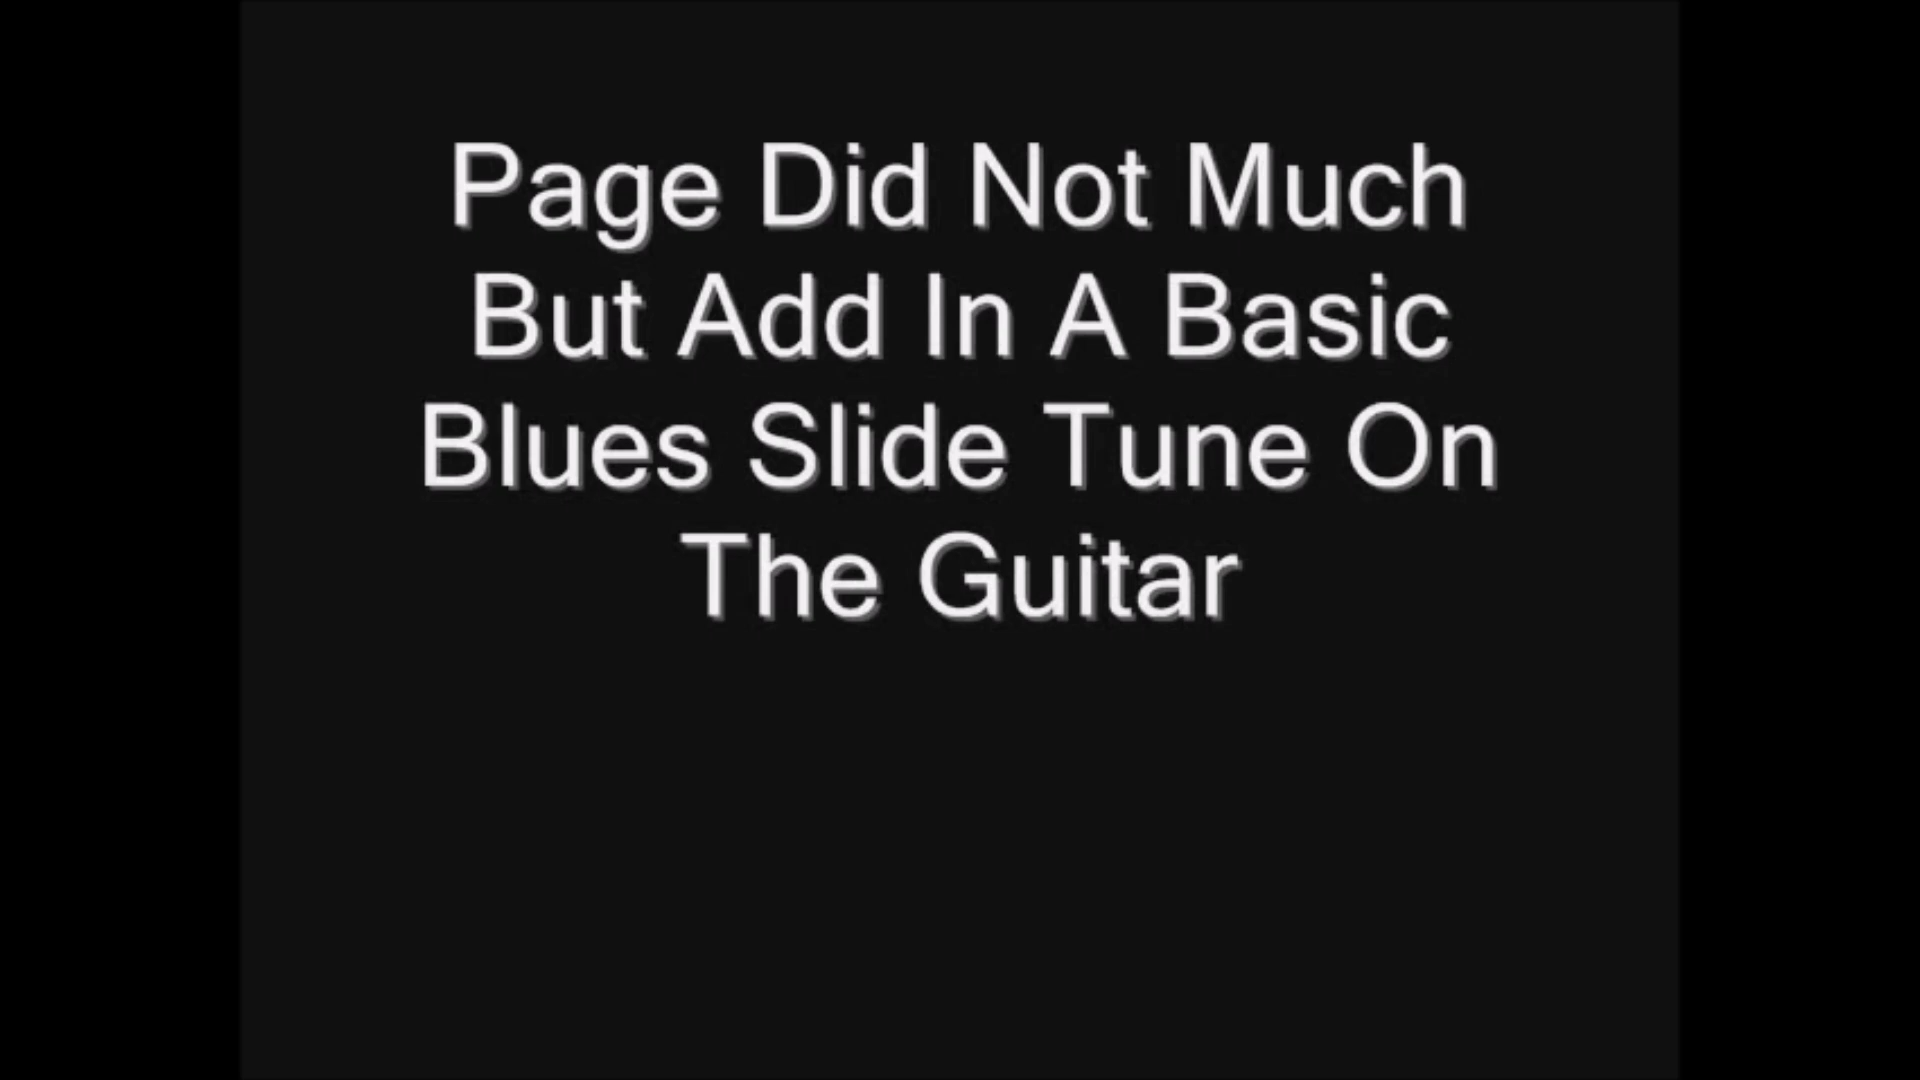 Page Did Not Much
But Add In A Basic
Blues Slide Tune On
The Guitar